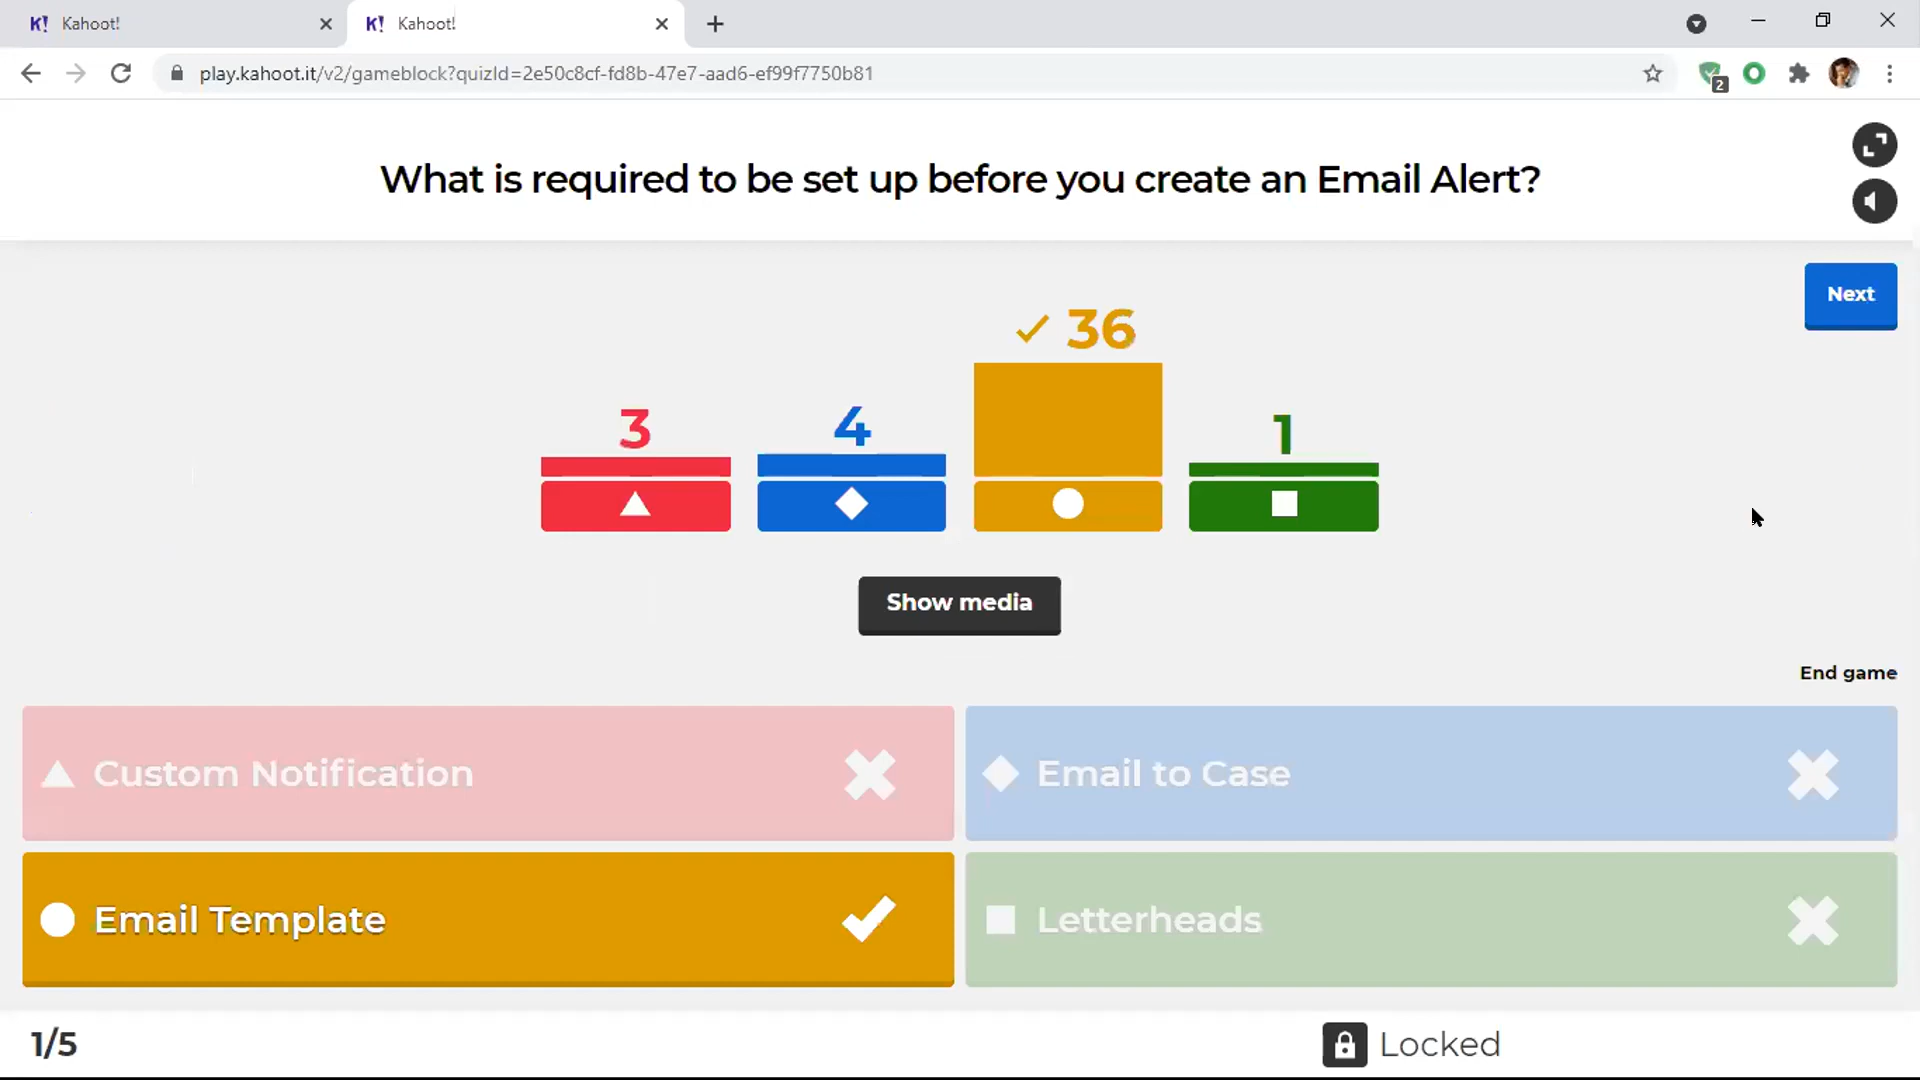 K! Kahoot!
K! Kahoot!
play.kahoot.it/v2/gameblock?quizId=2e50c8cf-fd8b-47e7-aad6-ef99f7750b81
2
What is required to be set up before you create an Email Alert?
Next
36
3
4
1
Show media
End game
Custom Notification
Email to Case
Email Template
Letterheads
1/5
Locked